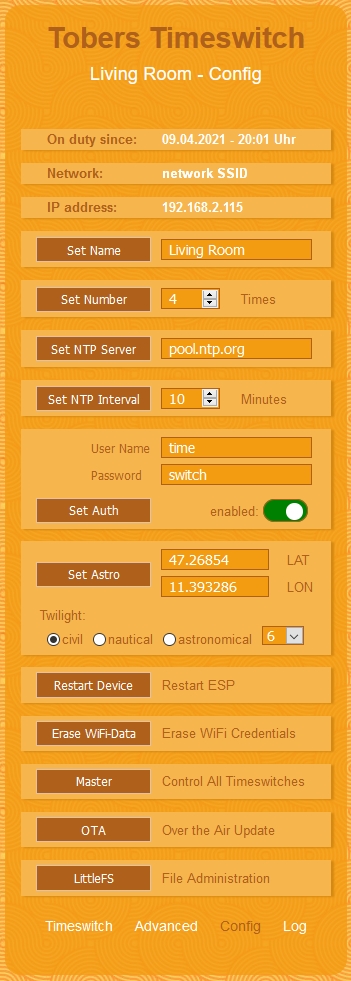 Tobers Timeswitch
Living Room - Config
On duty since: 09.04.2021 - 20:01 Uhr
Network: network SSID
IP address: 192.168.2.115
Set Name Living Room
Set Number 4 Times
Set NTP Server pool.ntp.org
Set NTP Interval 10 Minutes
User Name time
Password switch
Set Auth enabled:
47.26854 LAT
Set Astro
11.393286 LON
Twilight:
civil nautical astronomical 6
Restart Device Restart ESP
Erase WiFi-Data Erase WiFi Credentials
Master Control All Timeswitches
OTA Over the Air Update
LittleFS File Administration
Timeswitch Advanced Config Log